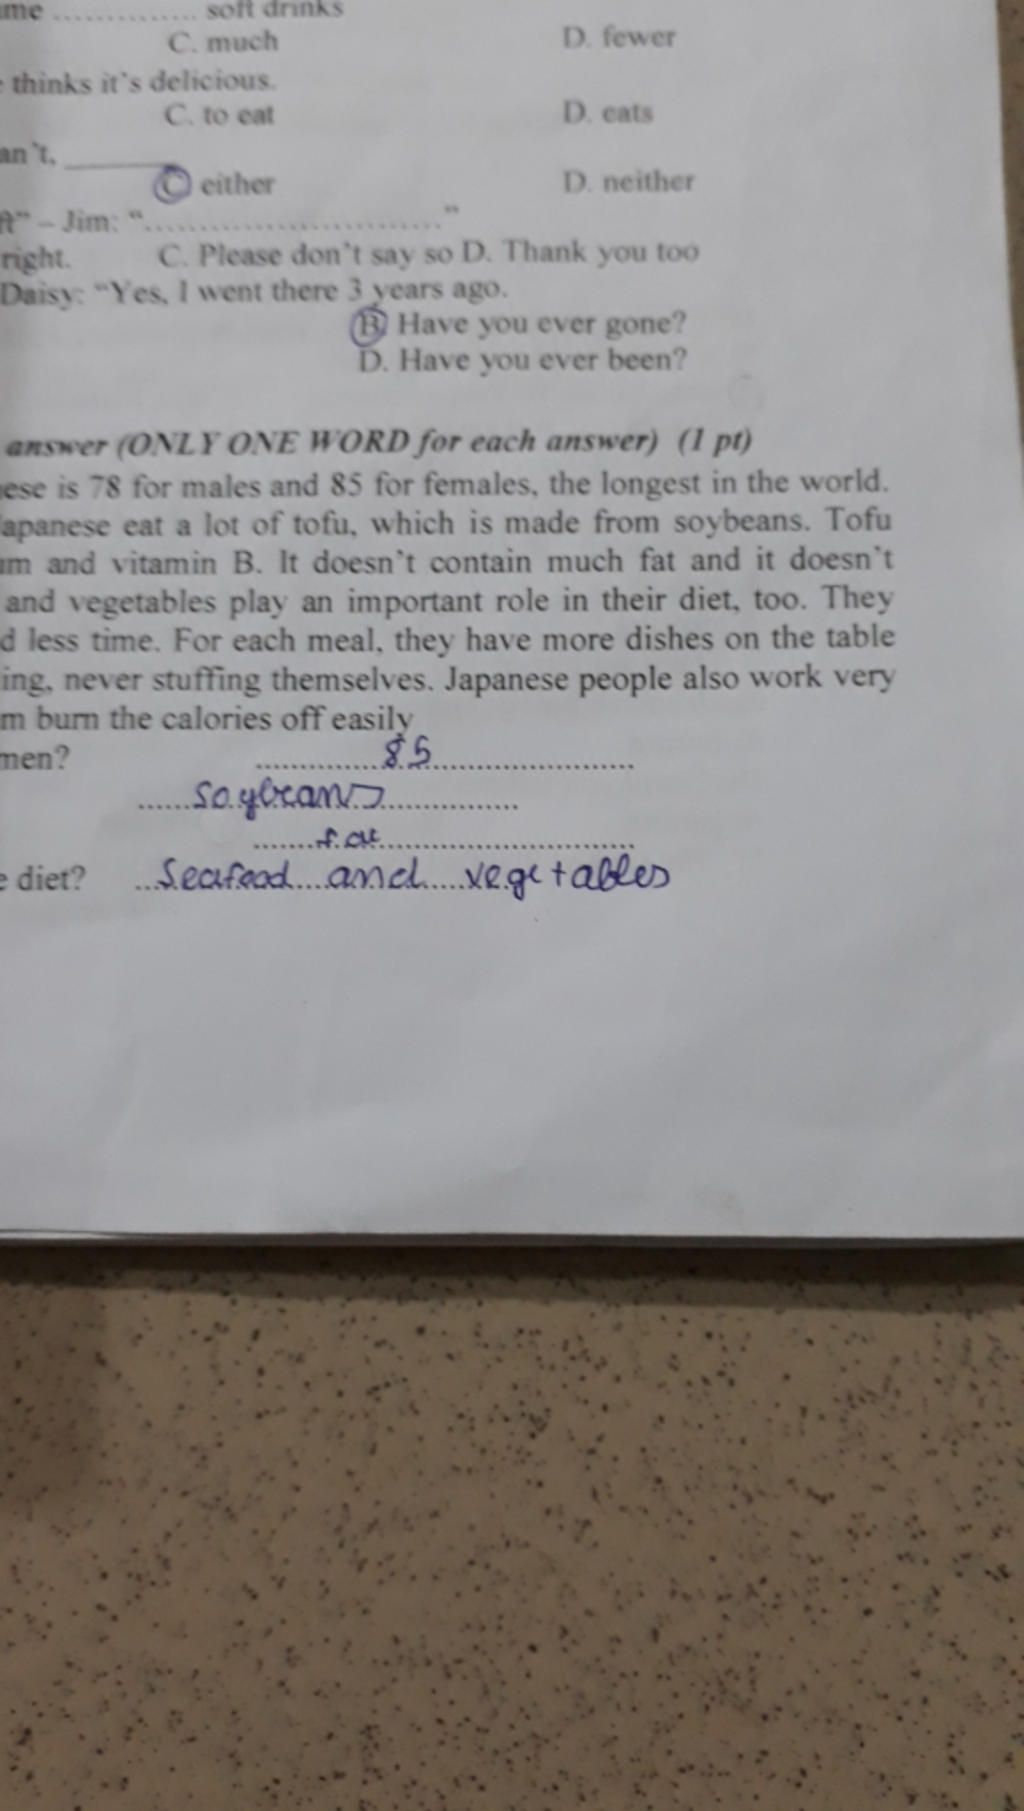 me .............. soft drinks
C. much D. fewer
thinks it's delicious.
C. to eat D. eats
an't, ________
C either D. neither
ft" – Jim: "............................"
right. C. Please don't say so D. Thank you too
Daisy: "Yes, I went there 3 years ago.
B. Have you ever gone?
D. Have you ever been?
answer (ONLY ONE WORD for each answer) (1 pt)
ese is 78 for males and 85 for females, the longest in the world.
apanese eat a lot of tofu, which is made from soybeans. Tofu
um and vitamin B. It doesn't contain much fat and it doesn't
and vegetables play an important role in their diet, too. They
d less time. For each meal, they have more dishes on the table
ing, never stuffing themselves. Japanese people also work very
m burn the calories off easily
men? ..............85........................
......soybeans................
.......fat..............................
e diet? ...Seafood....and.....vegetables